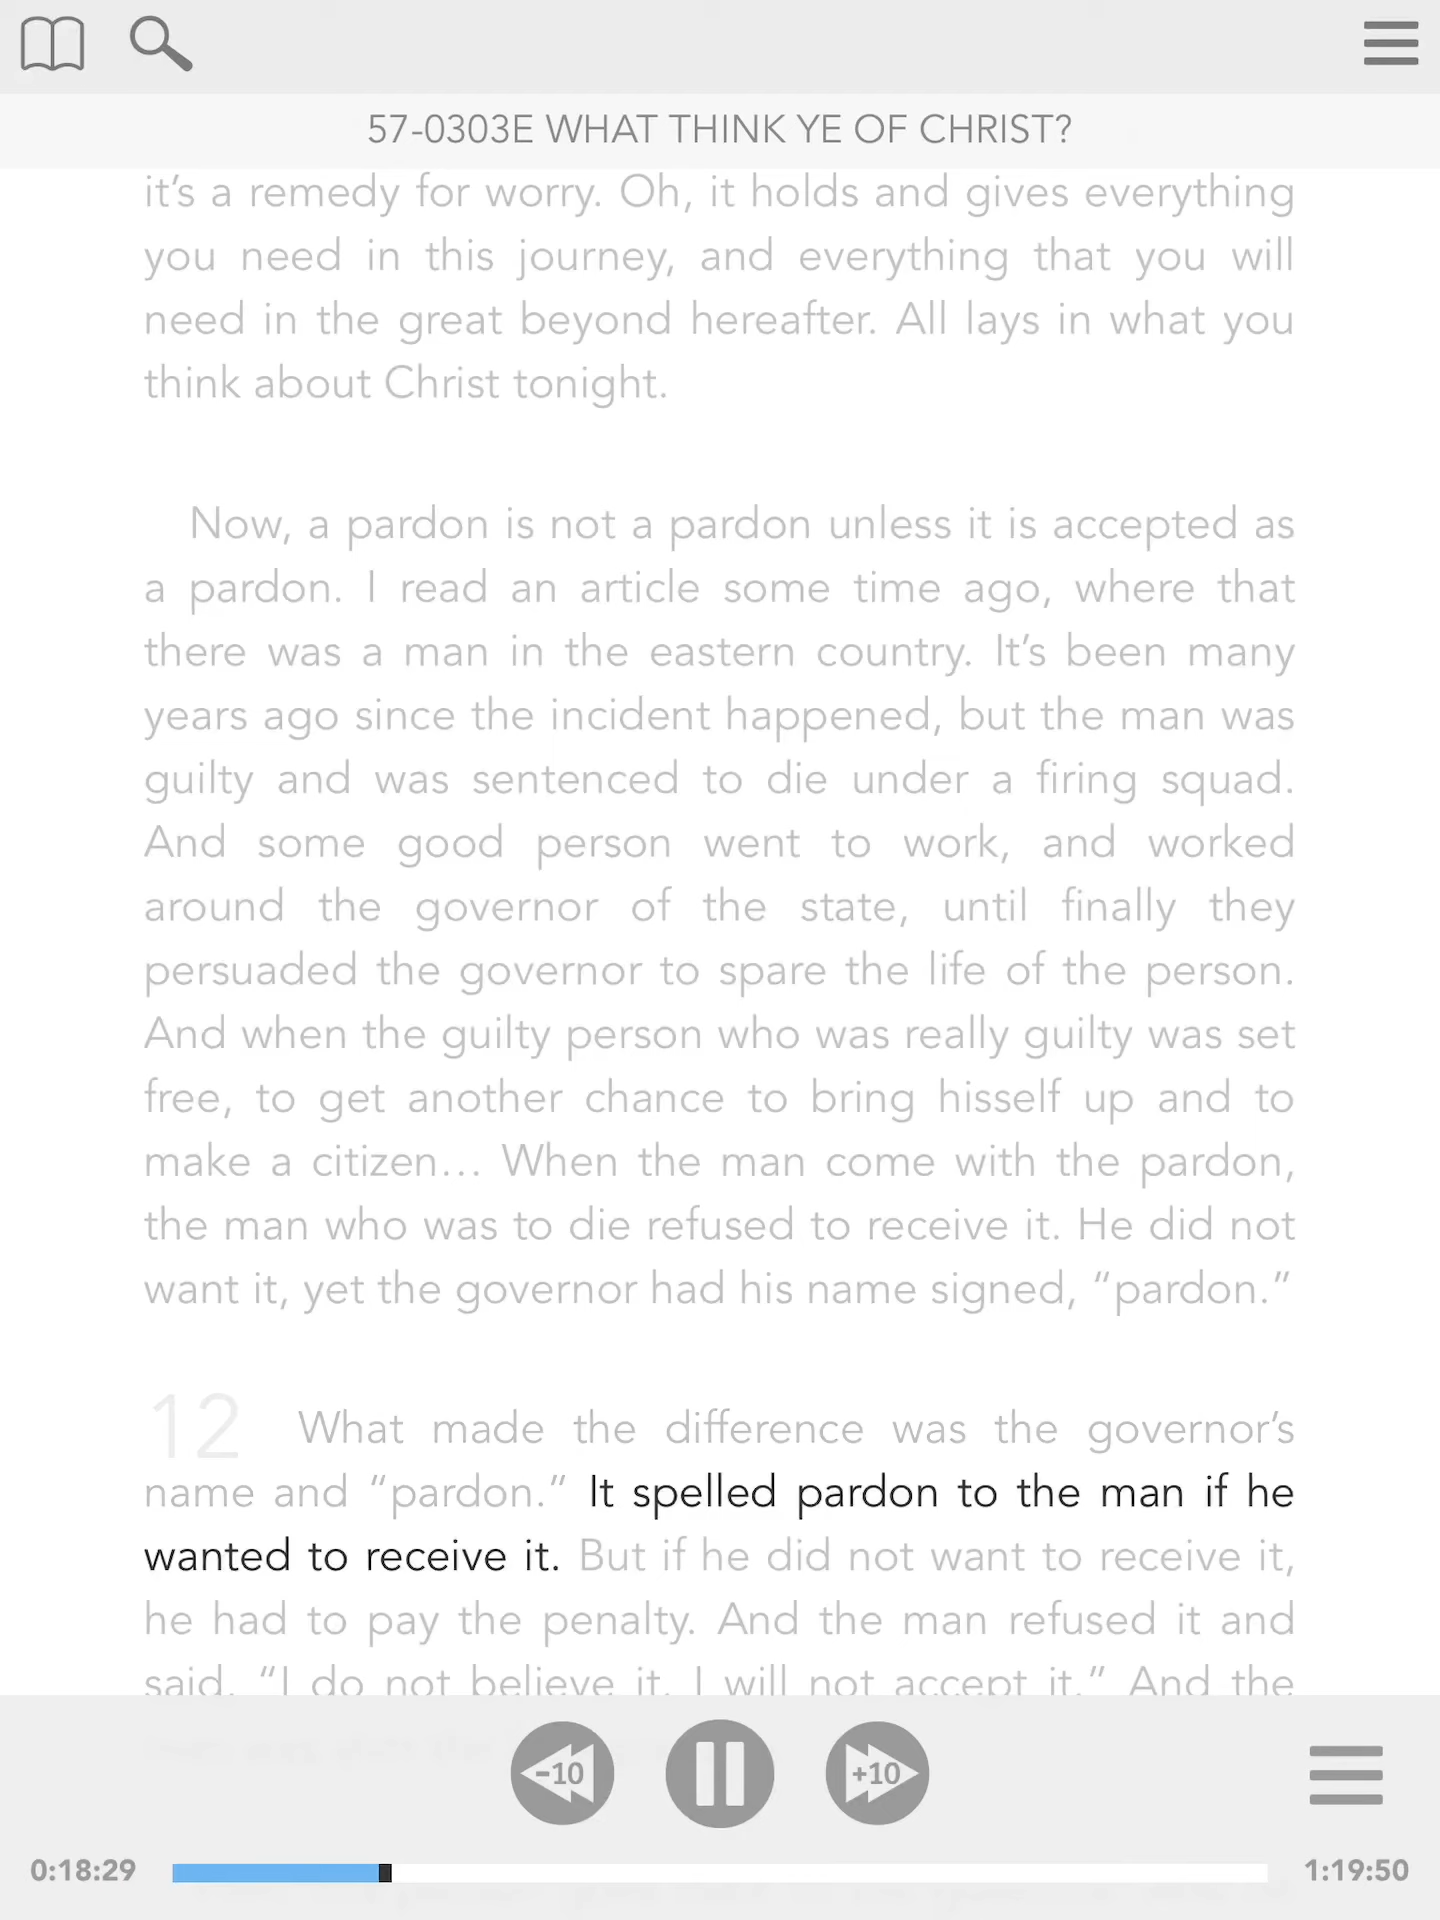 57-0303E WHAT THINK YE OF CHRIST?
it’s a remedy for worry. Oh, it holds and gives everything
you need in this journey, and everything that you will
need in the great beyond hereafter. All lays in what you
think about Christ tonight.
Now, a pardon is not a pardon unless it is accepted as
a pardon. I read an article some time ago, where that
there was a man in the eastern country. It’s been many
years ago since the incident happened, but the man was
guilty and was sentenced to die under a firing squad.
And some good person went to work, and worked
around the governor of the state, until finally they
persuaded the governor to spare the life of the person.
And when the guilty person who was really guilty was set
free, to get another chance to bring hisself up and to
make a citizen… When the man come with the pardon,
the man who was to die refused to receive it. He did not
want it, yet the governor had his name signed, “pardon.”
12 What made the difference was the governor’s
name and “pardon.” It spelled pardon to the man if he
wanted to receive it. But if he did not want to receive it,
he had to pay the penalty. And the man refused it and
said, “I do not believe it. I will not accept it.” And the
-10 +10
0:18:29 1:19:50